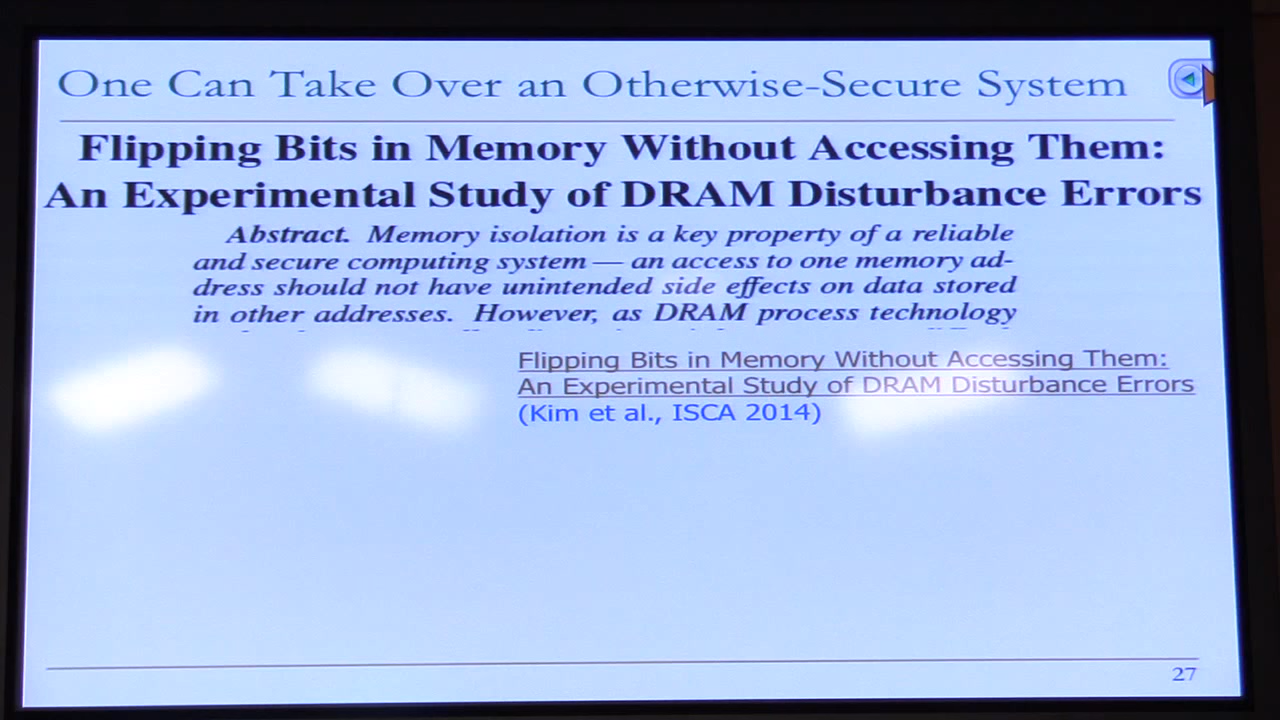 One Can Take Over an Otherwise-Secure System
Flipping Bits in Memory Without Accessing Them:
An Experimental Study of DRAM Disturbance Errors
Abstract. Memory isolation is a key property of a reliable
and secure computing system — an access to one memory ad-
dress should not have unintended side effects on data stored
in other addresses. However, as DRAM process technology
Flipping Bits in Memory Without Accessing Them:
An Experimental Study of DRAM Disturbance Errors
(Kim et al., ISCA 2014)
27